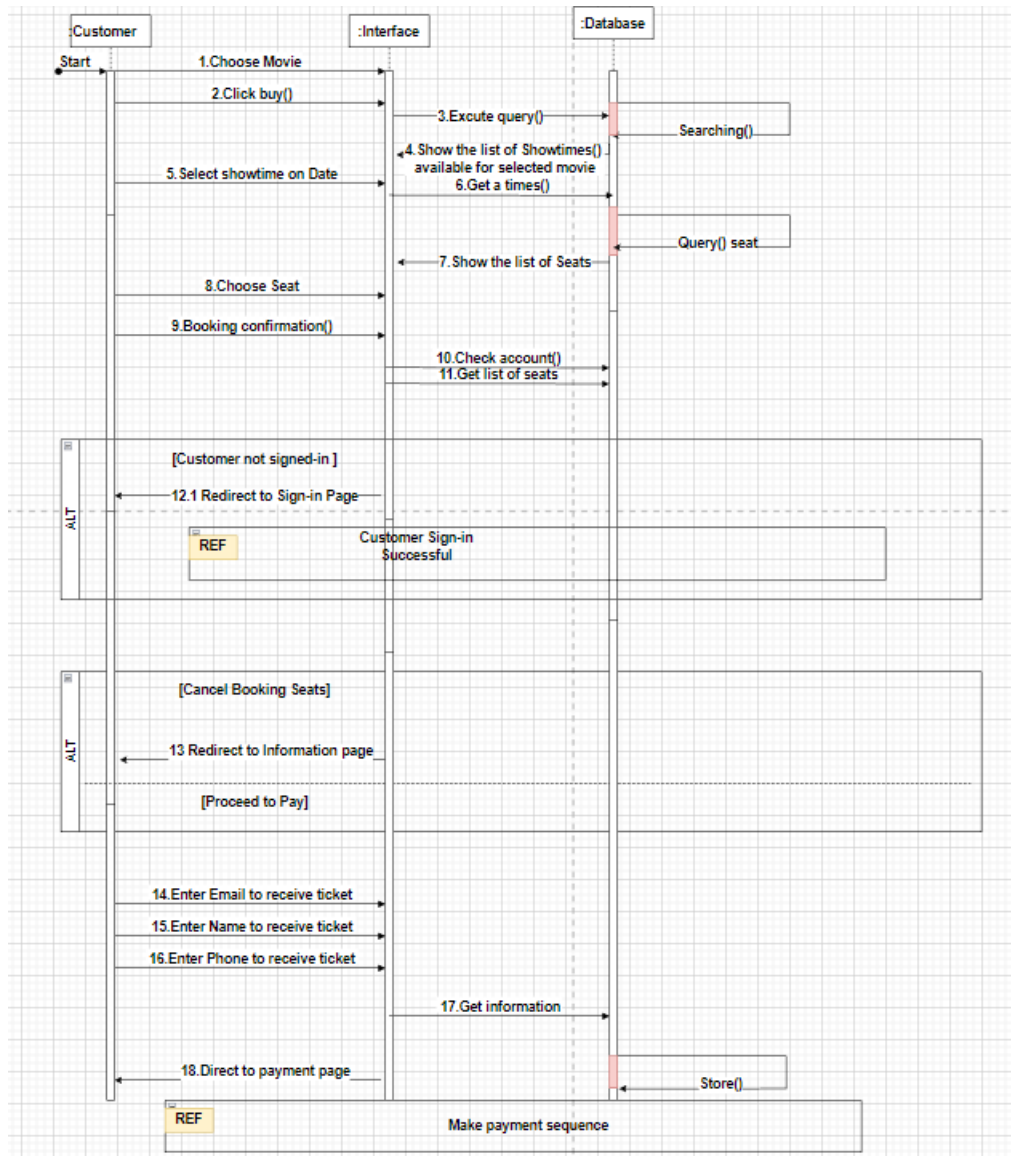 :Customer
:Interface
:Database
Start
1.Choose Movie
2.Click buy()
3.Excute query()
Searching()
4.Show the list of Showtimes()
available for selected movie
5.Select showtime on Date
6.Get a times()
Query() seat
7.Show the list of Seats
8.Choose Seat
9.Booking confirmation()
10.Check account()
11.Get list of seats
ALT
[Customer not signed-in ]
12.1 Redirect to Sign-in Page
REF
Customer Sign-in
Successful
ALT
[Cancel Booking Seats]
13 Redirect to Information page
[Proceed to Pay]
14.Enter Email to receive ticket
15.Enter Name to receive ticket
16.Enter Phone to receive ticket
17.Get information
18.Direct to payment page
Store()
REF
Make payment sequence